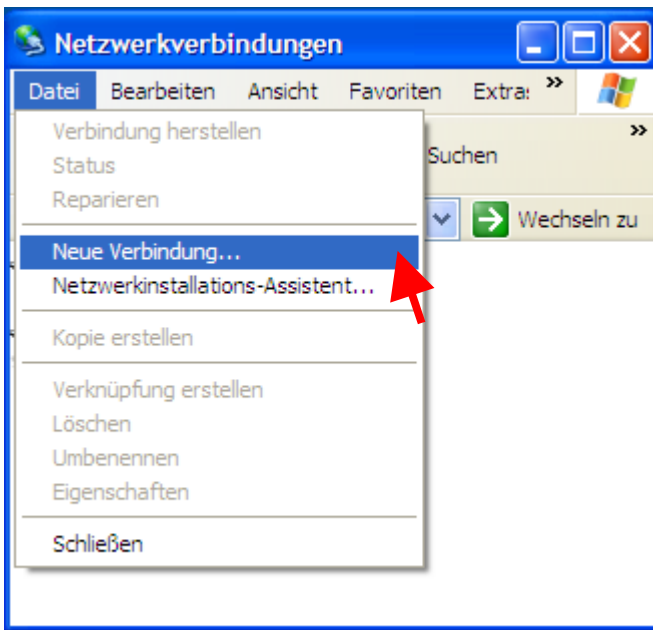 Netzwerkverbindungen
Datei Bearbeiten Ansicht Favoriten Extra: »
Verbindung herstellen
»
Status
Suchen
Reparieren
Wechseln zu
Neue Verbindung...
Netzwerkinstallations-Assistent...
Kopie erstellen
Verknüpfung erstellen
Löschen
Umbenennen
Eigenschaften
Schließen